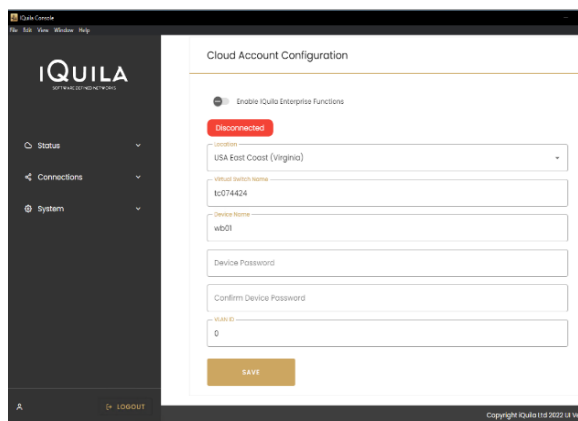 iQuila Console
File Edit View Window Help
IQUILA
SOFTWARE DEFINED NETWORKS
Status
Connections
System
LOGOUT
Cloud Account Configuration
Enable iQuila Enterprise Functions
Disconnected
Location
USA East Coast (Virginia)
Virtual Switch Name
tc074424
Device Name
wb01
Device Password
Confirm Device Password
VLAN ID
0
SAVE
Copyright iQuila Ltd 2022 UI Ve